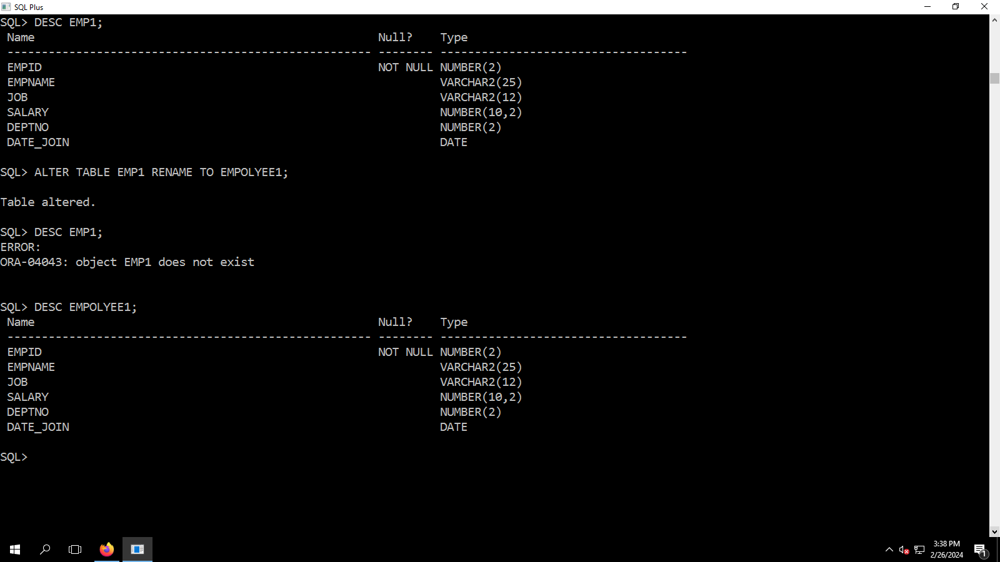 SQL Plus
SQL> DESC EMP1;
Name Null? Type
----------------------------------------------------- -------- ------------------------------------
EMPID NOT NULL NUMBER(2)
EMPNAME VARCHAR2(25)
JOB VARCHAR2(12)
SALARY NUMBER(10,2)
DEPTNO NUMBER(2)
DATE_JOIN DATE
SQL> ALTER TABLE EMP1 RENAME TO EMPOLYEE1;
Table altered.
SQL> DESC EMP1;
ERROR:
ORA-04043: object EMP1 does not exist
SQL> DESC EMPOLYEE1;
Name Null? Type
----------------------------------------------------- -------- ------------------------------------
EMPID NOT NULL NUMBER(2)
EMPNAME VARCHAR2(25)
JOB VARCHAR2(12)
SALARY NUMBER(10,2)
DEPTNO NUMBER(2)
DATE_JOIN DATE
SQL>
3:38 PM
2/26/2024
1